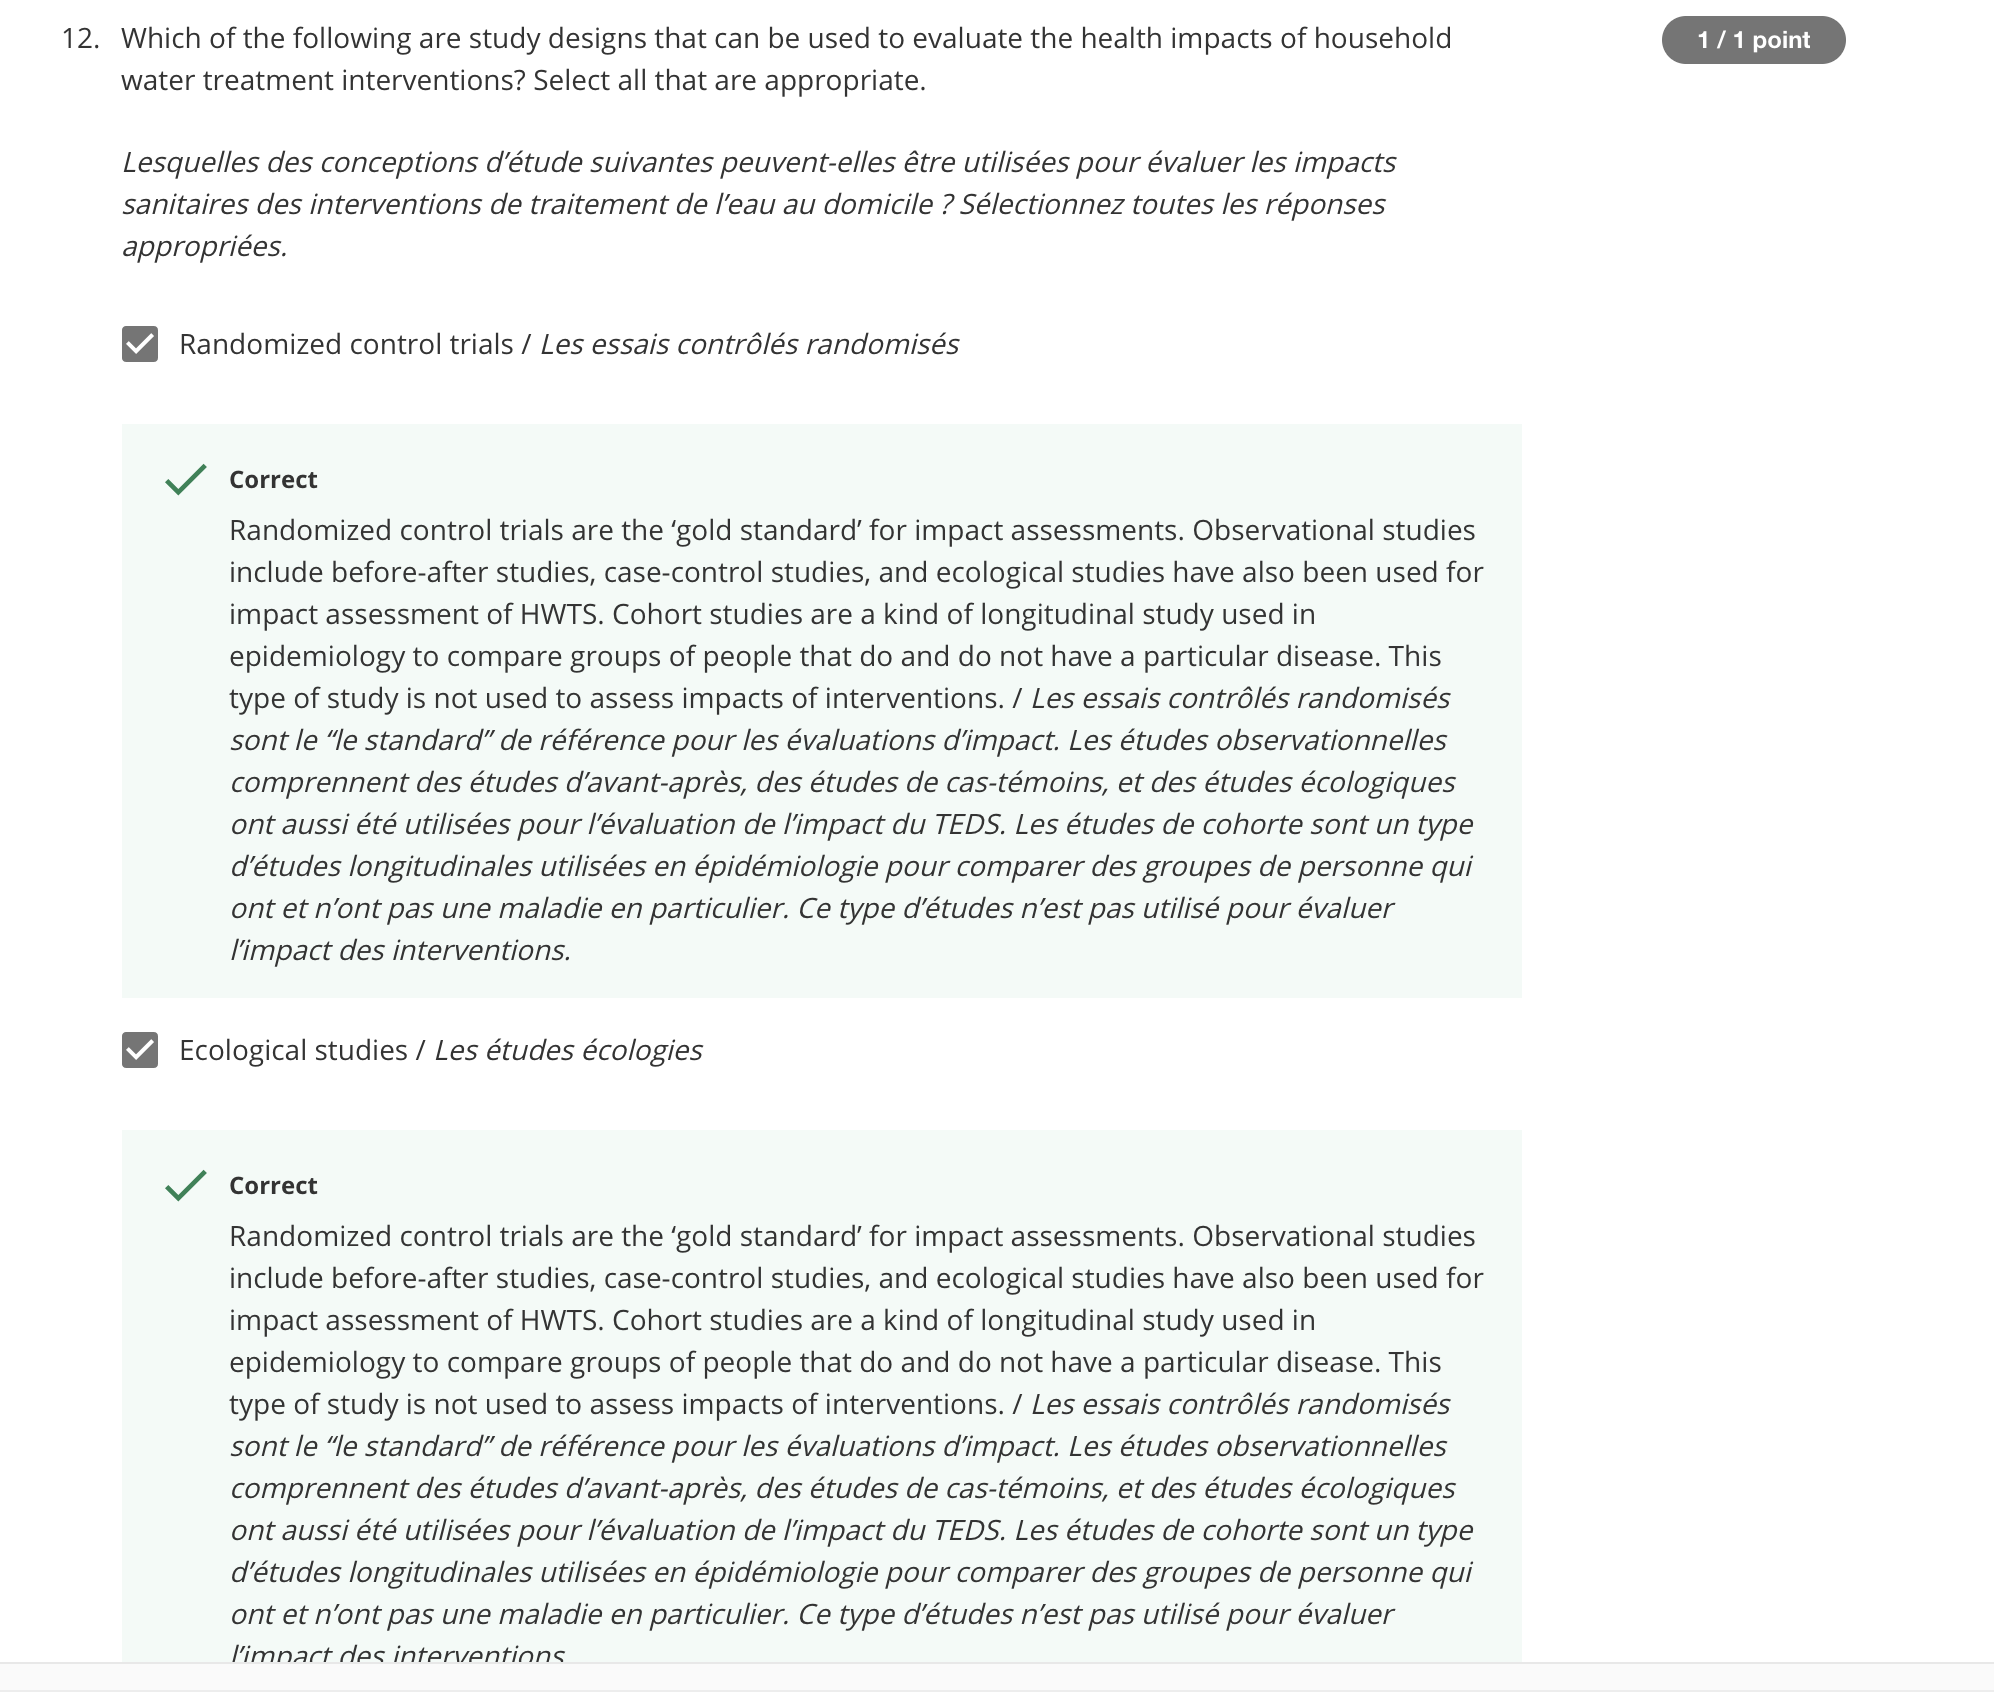 12. Which of the following are study designs that can be used to evaluate the health impacts of household
1 / 1 point
water treatment interventions? Select all that are appropriate.
Lesquelles des conceptions d’étude suivantes peuvent-elles être utilisées pour évaluer les impacts
sanitaires des interventions de traitement de l’eau au domicile ? Sélectionnez toutes les réponses
appropriées.
Randomized control trials / Les essais contrôlés randomisés
Correct
Randomized control trials are the ‘gold standard’ for impact assessments. Observational studies
include before-after studies, case-control studies, and ecological studies have also been used for
impact assessment of HWTS. Cohort studies are a kind of longitudinal study used in
epidemiology to compare groups of people that do and do not have a particular disease. This
type of study is not used to assess impacts of interventions. / Les essais contrôlés randomisés
sont le “le standard” de référence pour les évaluations d’impact. Les études observationnelles
comprennent des études d’avant-après, des études de cas-témoins, et des études écologiques
ont aussi été utilisées pour l’évaluation de l’impact du TEDS. Les études de cohorte sont un type
d’études longitudinales utilisées en épidémiologie pour comparer des groupes de personne qui
ont et n’ont pas une maladie en particulier. Ce type d’études n’est pas utilisé pour évaluer
l’impact des interventions.
Ecological studies / Les études écologies
Correct
Randomized control trials are the ‘gold standard’ for impact assessments. Observational studies
include before-after studies, case-control studies, and ecological studies have also been used for
impact assessment of HWTS. Cohort studies are a kind of longitudinal study used in
epidemiology to compare groups of people that do and do not have a particular disease. This
type of study is not used to assess impacts of interventions. / Les essais contrôlés randomisés
sont le “le standard” de référence pour les évaluations d’impact. Les études observationnelles
comprennent des études d’avant-après, des études de cas-témoins, et des études écologiques
ont aussi été utilisées pour l’évaluation de l’impact du TEDS. Les études de cohorte sont un type
d’études longitudinales utilisées en épidémiologie pour comparer des groupes de personne qui
ont et n’ont pas une maladie en particulier. Ce type d’études n’est pas utilisé pour évaluer
l’impact des interventions